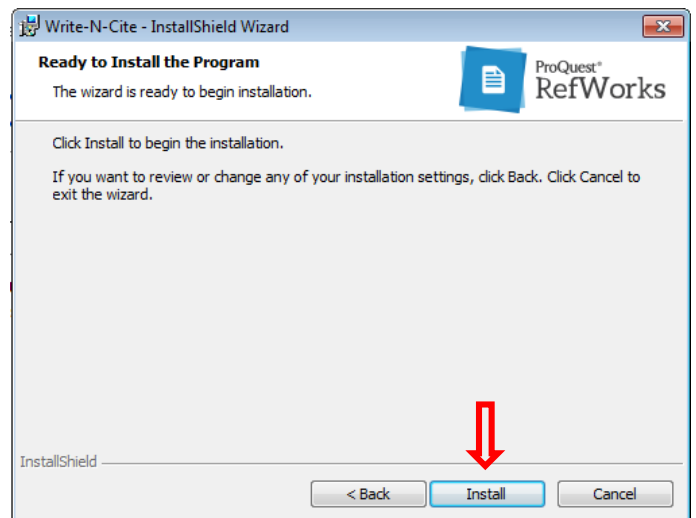 Write-N-Cite - InstallShield Wizard
Ready to Install the Program
The wizard is ready to begin installation.
ProQuest®
RefWorks
Click Install to begin the installation.
If you want to review or change any of your installation settings, click Back. Click Cancel to
exit the wizard.
InstallShield
< Back
Install
Cancel